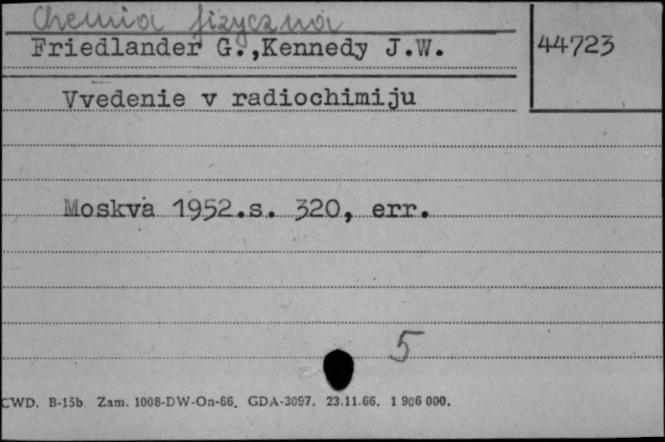 Chemia fizyczna
Friedlander G.,Kennedy J.W.
44723
Vvedenie v radiochimiju
Moskva 1952.s. 320, err.
5
CWD. B-15b. Zam. 1008-DW-On-66. GDA-3097. 23.11.66. 1 906 000.